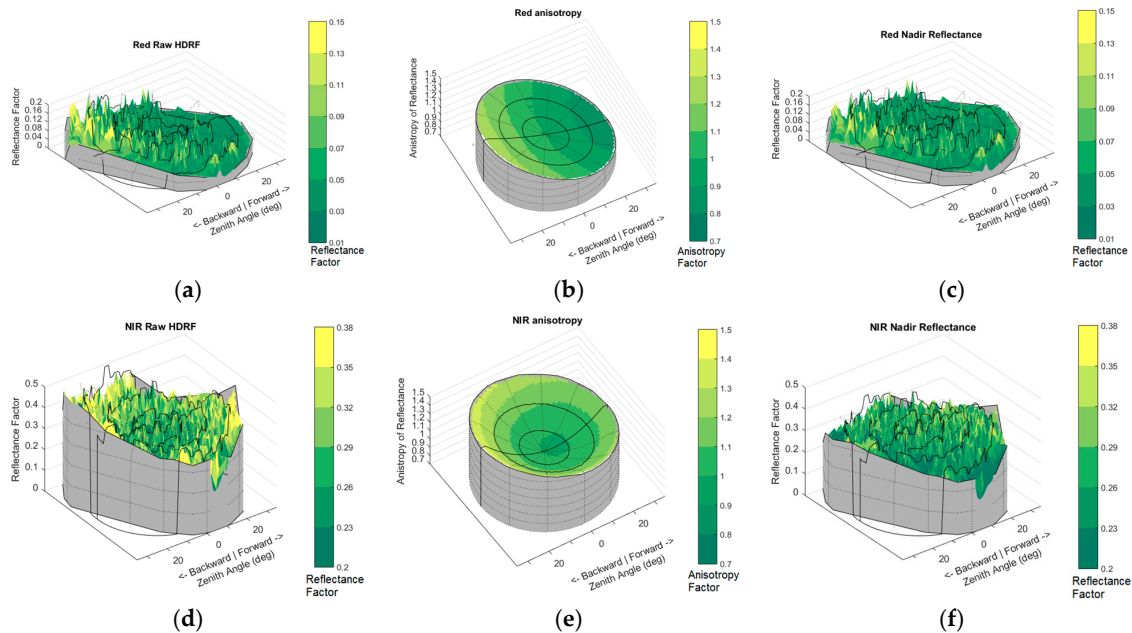 Red Raw HDRF
Reflectance Factor
0.2
0.16
0.12
0.08
0.04
0
20
0
20
<- Backward | Forward ->
Zenith Angle (deg)
0.15
0.13
0.11
0.09
0.07
0.05
0.03
0.01
Reflectance
Factor
(a)
Red anisotropy
Anistropy of Reflectance
1.5
1.4
1.3
1.2
1.1
1
0.9
0.8
0.7
20
0
20
<- Backward | Forward ->
Zenith Angle (deg)
1.5
1.4
1.3
1.2
1.1
1
0.9
0.8
0.7
Anisotropy
Factor
(b)
Red Nadir Reflectance
Reflectance Factor
0.2
0.16
0.12
0.08
0.04
0
20
0
20
<- Backward | Forward ->
Zenith Angle (deg)
0.15
0.13
0.11
0.09
0.07
0.05
0.03
0.01
Reflectance
Factor
(c)
NIR Raw HDRF
Reflectance Factor
0.5
0.4
0.3
0.2
0.1
0
20
0
20
<- Backward | Forward ->
Zenith Angle (deg)
0.38
0.35
0.32
0.29
0.26
0.23
0.2
Reflectance
Factor
(d)
NIR anisotropy
Anistropy of Reflectance
1.5
1.4
1.3
1.2
1.1
1
0.9
0.8
0.7
20
0
20
<- Backward | Forward ->
Zenith Angle (deg)
1.5
1.4
1.3
1.2
1.1
1
0.9
0.8
0.7
Anisotropy
Factor
(e)
NIR Nadir Reflectance
Reflectance Factor
0.5
0.4
0.3
0.2
0.1
0
20
0
20
<- Backward | Forward ->
Zenith Angle (deg)
0.38
0.35
0.32
0.29
0.26
0.23
0.2
Reflectance
Factor
(f)